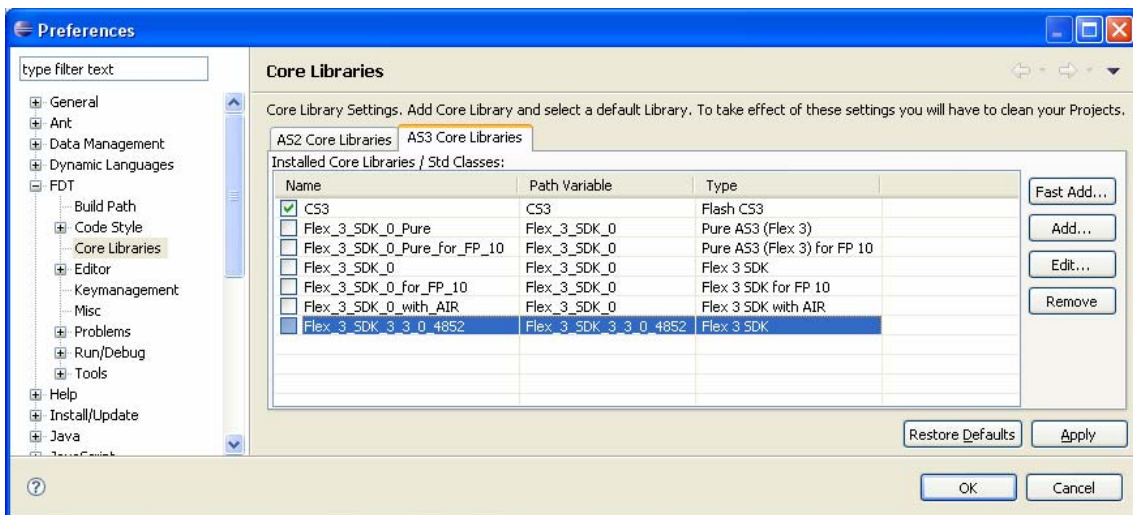 Preferences
type filter text
Core Libraries
General
Ant
Data Management
Dynamic Languages
FDT
Build Path
Code Style
Core Libraries
Editor
Keymanagement
Misc
Problems
Run/Debug
Tools
Help
Install/Update
Java
JavaScript
Core Library Settings. Add Core Library and select a default Library. To take effect of these settings you will have to clean your Projects.
AS2 Core Libraries AS3 Core Libraries
Installed Core Libraries / Std Classes:
Name Path Variable Type
CS3 CS3 Flash CS3
Flex_3_SDK_0_Pure Flex_3_SDK_0 Pure AS3 (Flex 3)
Flex_3_SDK_0_Pure_for_FP_10 Flex_3_SDK_0 Pure AS3 (Flex 3) for FP 10
Flex_3_SDK_0 Flex_3_SDK_0 Flex 3 SDK
Flex_3_SDK_0_for_FP_10 Flex_3_SDK_0 Flex 3 SDK for FP 10
Flex_3_SDK_0_with_AIR Flex_3_SDK_0 Flex 3 SDK with AIR
Flex_3_SDK_3_3_0_4852 Flex_3_SDK_3_3_0_4852 Flex 3 SDK
Fast Add...
Add...
Edit...
Remove
Restore Defaults Apply
OK Cancel